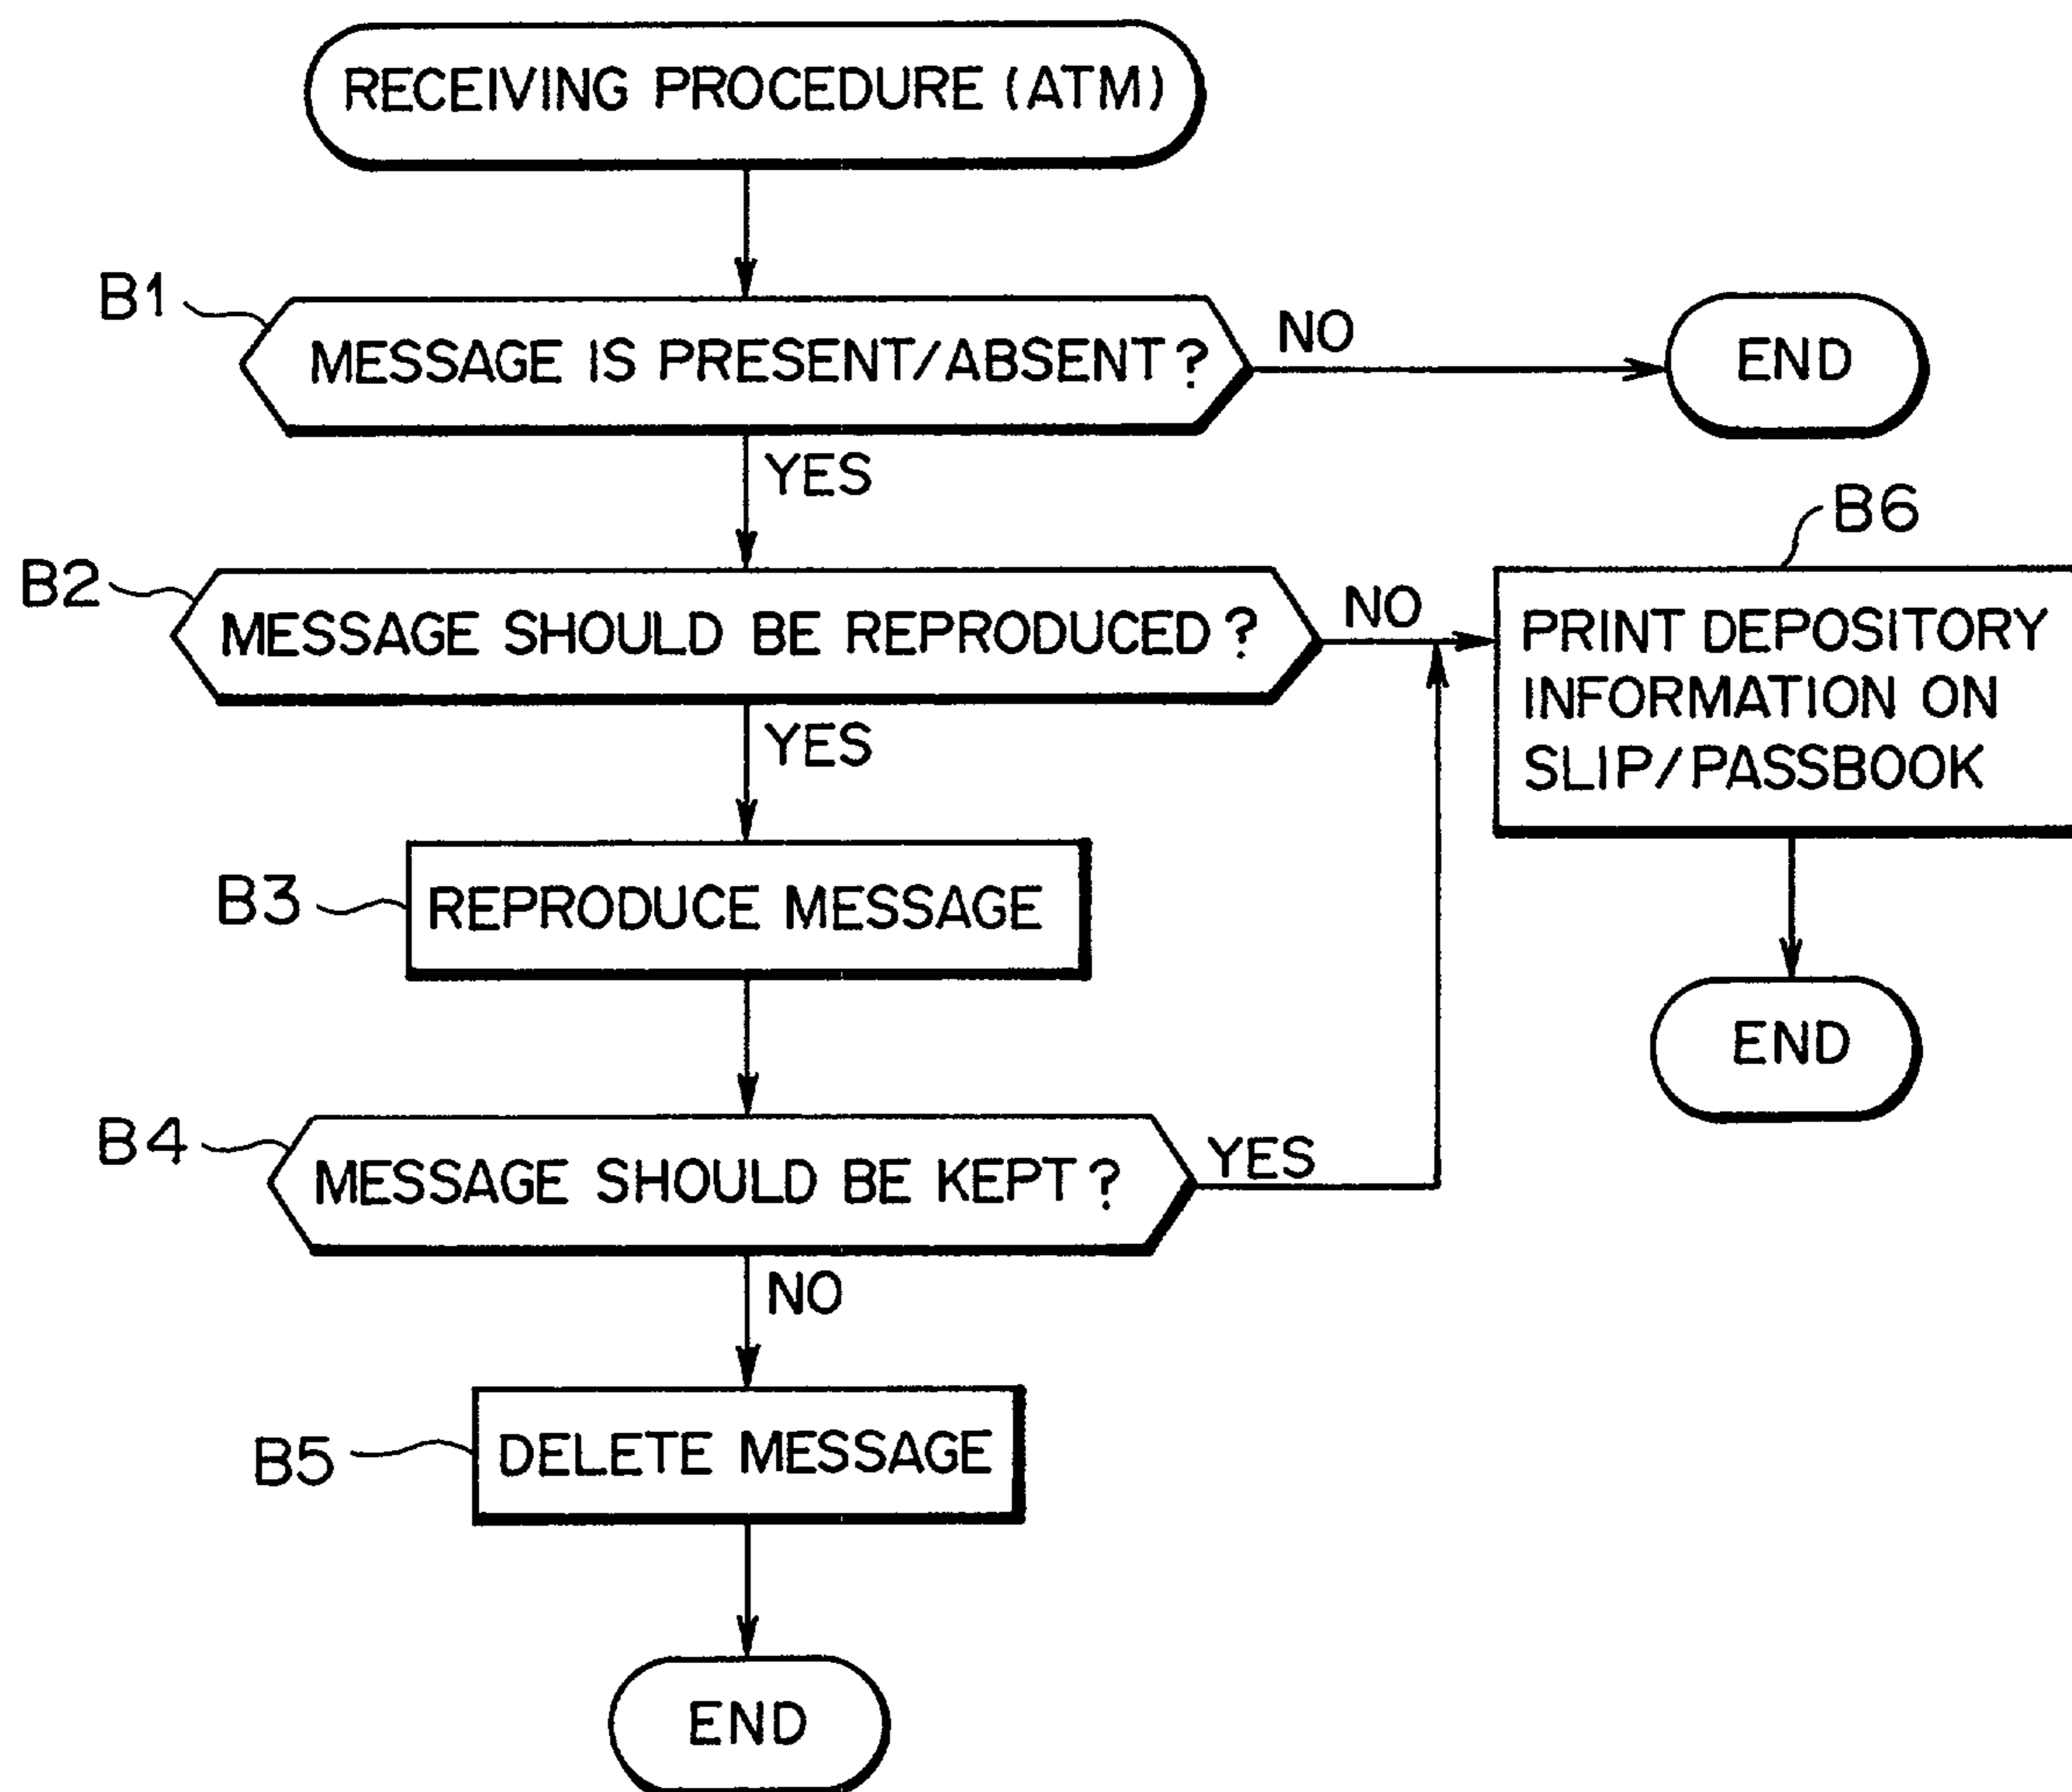 RECEIVING PROCEDURE (ATM)
B1
MESSAGE IS PRESENT/ABSENT?
NO
END
YES
B2
MESSAGE SHOULD BE REPRODUCED?
NO
B6
PRINT DEPOSITORY
INFORMATION ON
SLIP/PASSBOOK
END
YES
B3
REPRODUCE MESSAGE
B4
MESSAGE SHOULD BE KEPT?
YES
NO
B5
DELETE MESSAGE
END